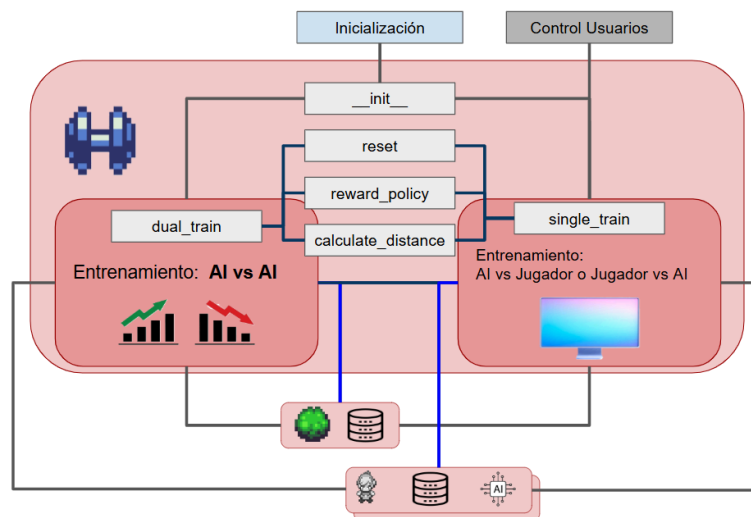 Inicialización
Control Usuarios
__init__
reset
reward_policy
calculate_distance
dual_train
single_train
Entrenamiento: AI vs AI
Entrenamiento:
AI vs Jugador o Jugador vs AI
AI